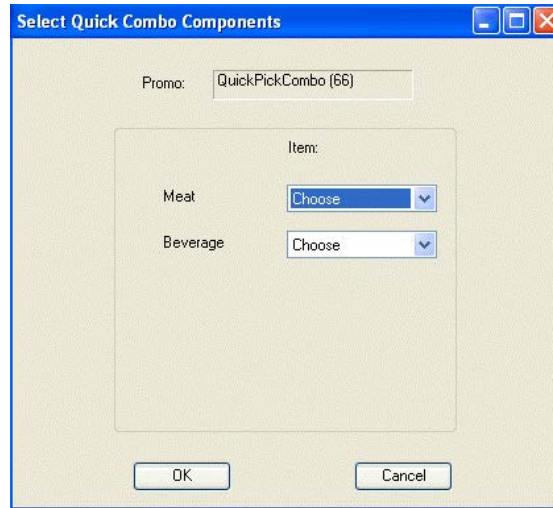 Select Quick Combo Components
Promo: QuickPickCombo (66)
Item:
Meat Choose
Beverage Choose
OK Cancel